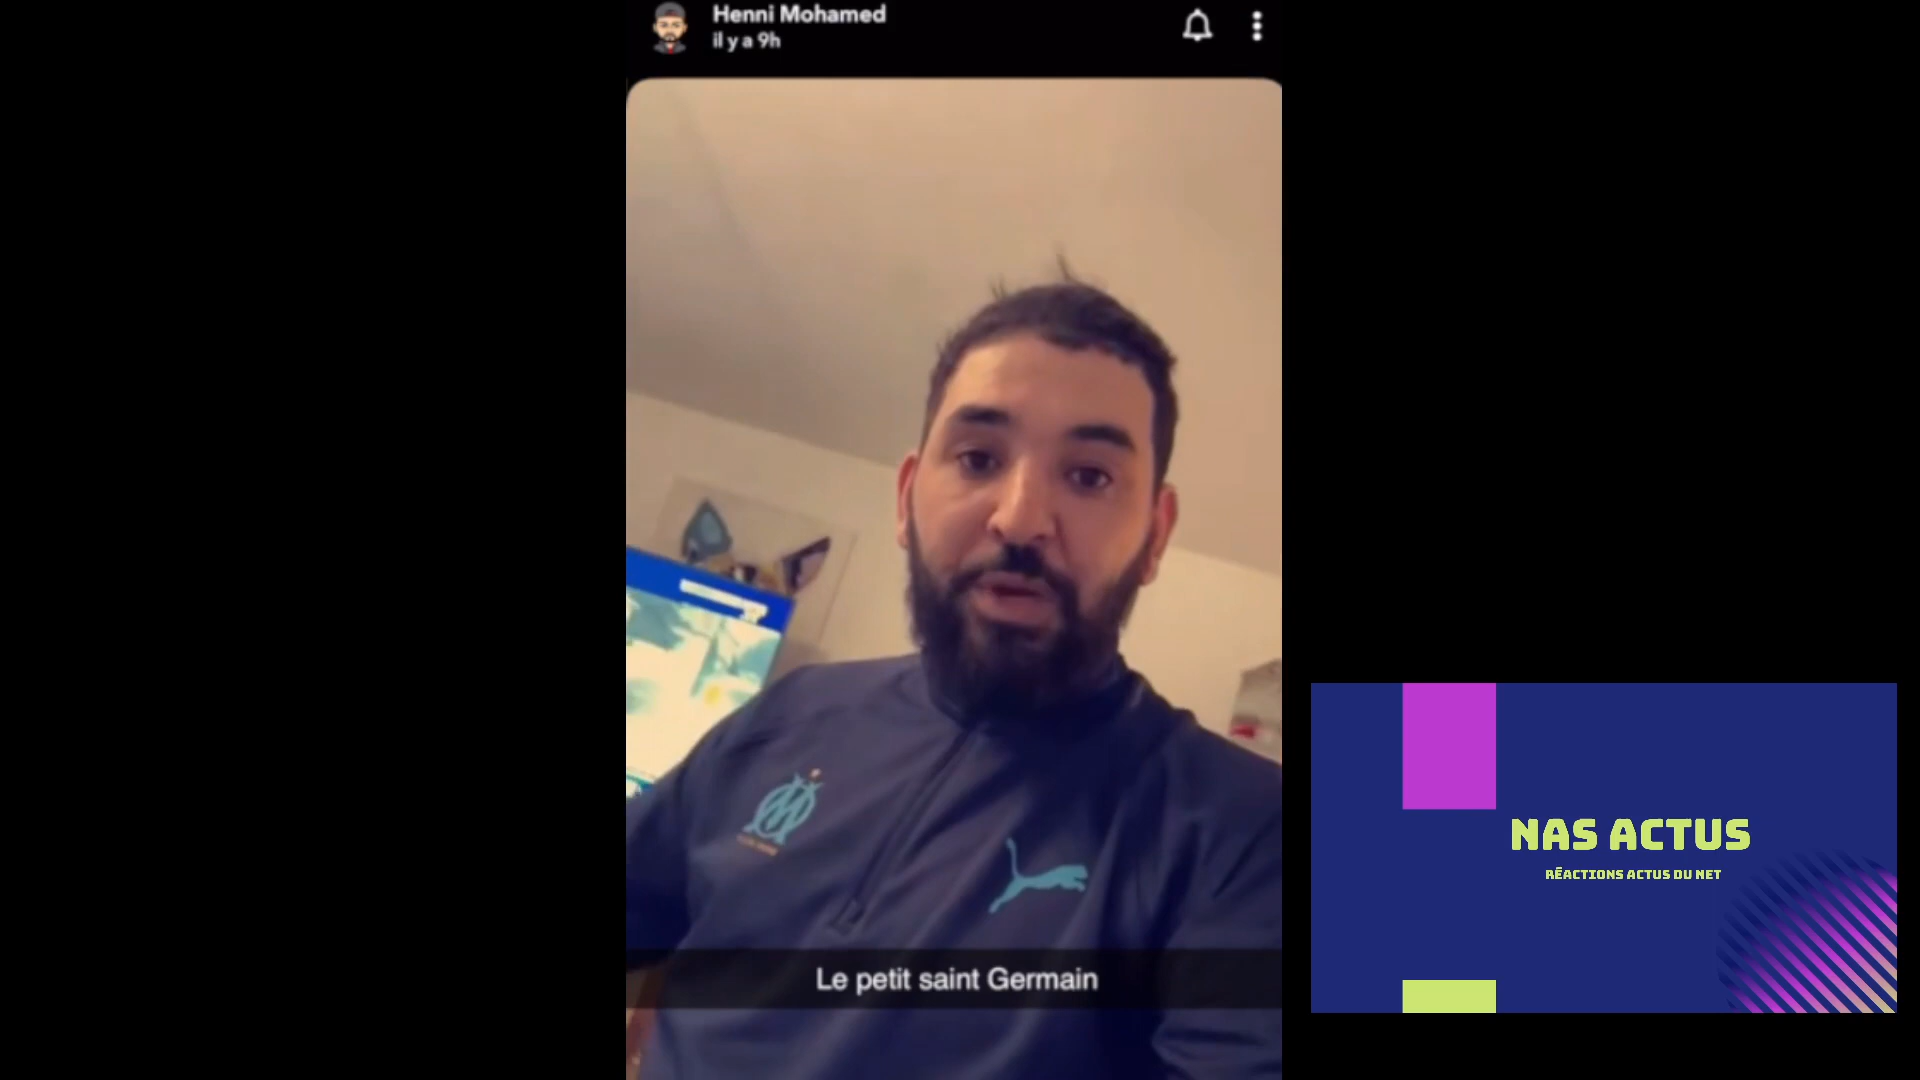 Henni Mohamed
il y a 9h
Le petit saint Germain
NAS ACTUS
RÉACTIONS ACTUS DU NET